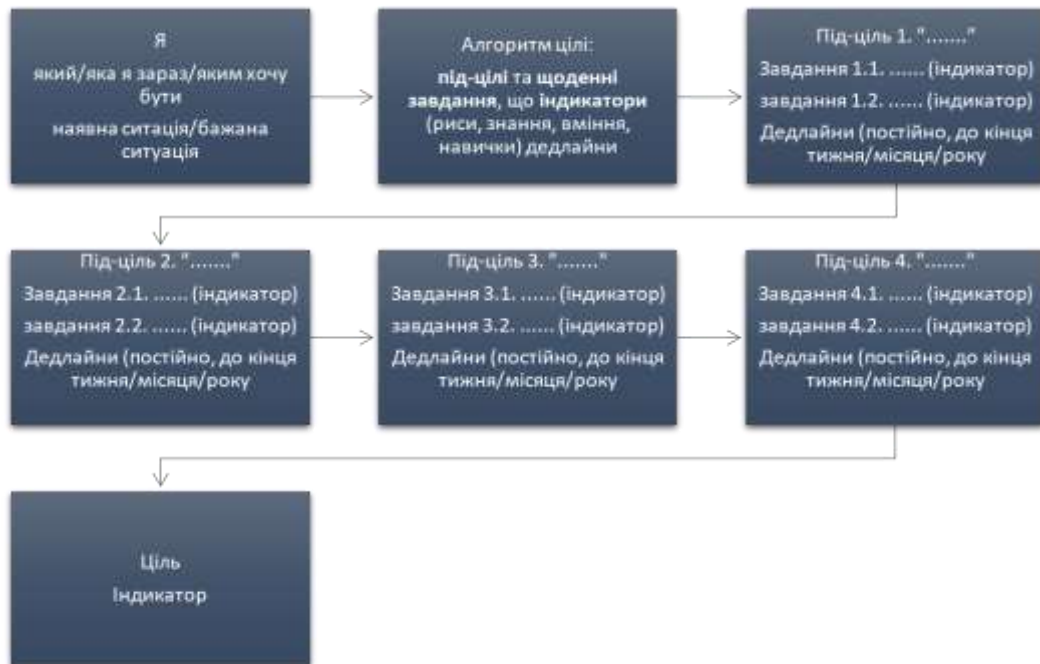 Я
який/яка я зараз/яким хочу
бути
наявна ситація/бажана
ситуація
Алгоритм цілі:
під-цілі та щоденні
завдання, що індикатори
(риси, знання, вміння,
навички) дедлайни
Під-ціль 1. "......."
Завдання 1.1. ...... (індикатор)
завдання 1.2. ...... (індикатор)
Дедлайни (постійно, до кінця
тижня/місяця/року
Під-ціль 2. "......."
Завдання 2.1. ...... (індикатор)
завдання 2.2. ...... (індикатор)
Дедлайни (постійно, до кінця
тижня/місяця/року
Під-ціль 3. "......."
Завдання 3.1. ...... (індикатор)
завдання 3.2. ...... (індикатор)
Дедлайни (постійно, до кінця
тижня/місяця/року
Під-ціль 4. "......."
Завдання 4.1. ...... (індикатор)
завдання 4.2. ...... (індикатор)
Дедлайни (постійно, до кінця
тижня/місяця/року
Ціль
Індикатор